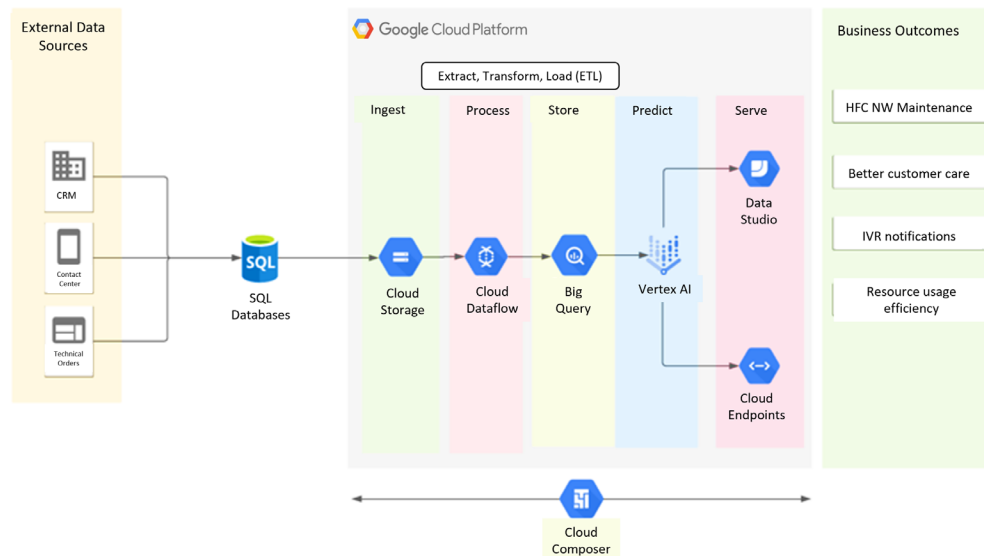 External Data
Sources
CRM
Contact
Center
Technical
Orders
SQL
SQL
Databases
Google Cloud Platform
Extract, Transform, Load (ETL)
Ingest
Process
Store
Predict
Serve
Cloud
Storage
Cloud
Dataflow
Big
Query
Vertex AI
Data
Studio
Cloud
Endpoints
Cloud
Composer
Business Outcomes
HFC NW Maintenance
Better customer care
IVR notifications
Resource usage
efficiency